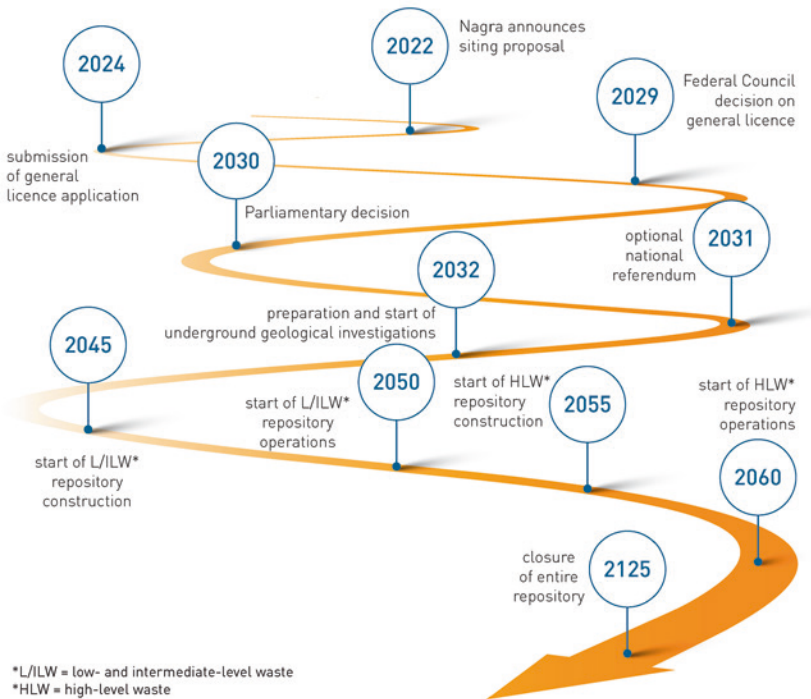 2022
Nagra announces
siting proposal
2024
submission
of general
licence application
2029
Federal Council
decision on
general licence
2030
Parliamentary decision
2031
optional
national
referendum
2032
preparation and start of
underground geological investigations
2045
start of L/ILW*
repository
construction
2050
start of L/ILW*
repository
operations
2055
start of HLW*
repository
construction
2060
start of HLW*
repository
operations
2125
closure
of entire
repository
*L/ILW = low- and intermediate-level waste
*HLW = high-level waste